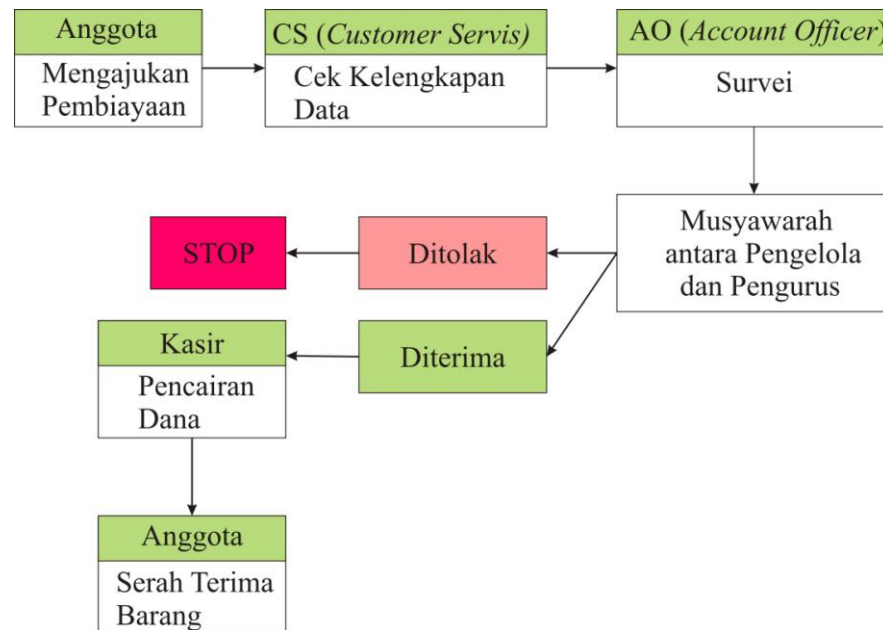 Anggota
Mengajukan
Pembiayaan
CS (Customer Servis)
Cek Kelengkapan
Data
AO (Account Officer)
Survei
Musyawarah
antara Pengelola
dan Pengurus
Ditolak
STOP
Diterima
Kasir
Pencairan
Dana
Anggota
Serah Terima
Barang